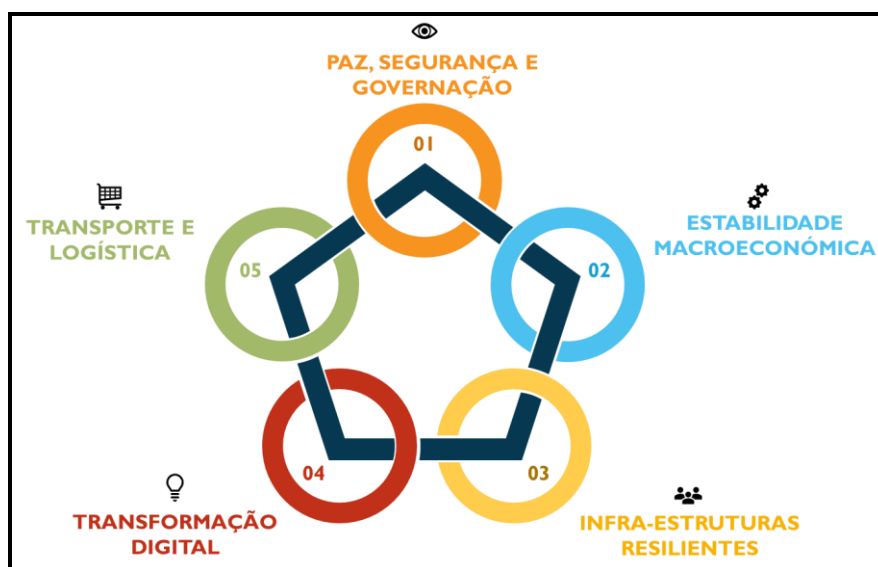 PAZ, SEGURANÇA E
GOVERNAÇÃO
01
ESTABILIDADE
MACROECONÓMICA
02
INFRA-ESTRUTURAS
RESILIENTES
03
TRANSFORMAÇÃO
DIGITAL
04
TRANSPORTE E
LOGÍSTICA
05